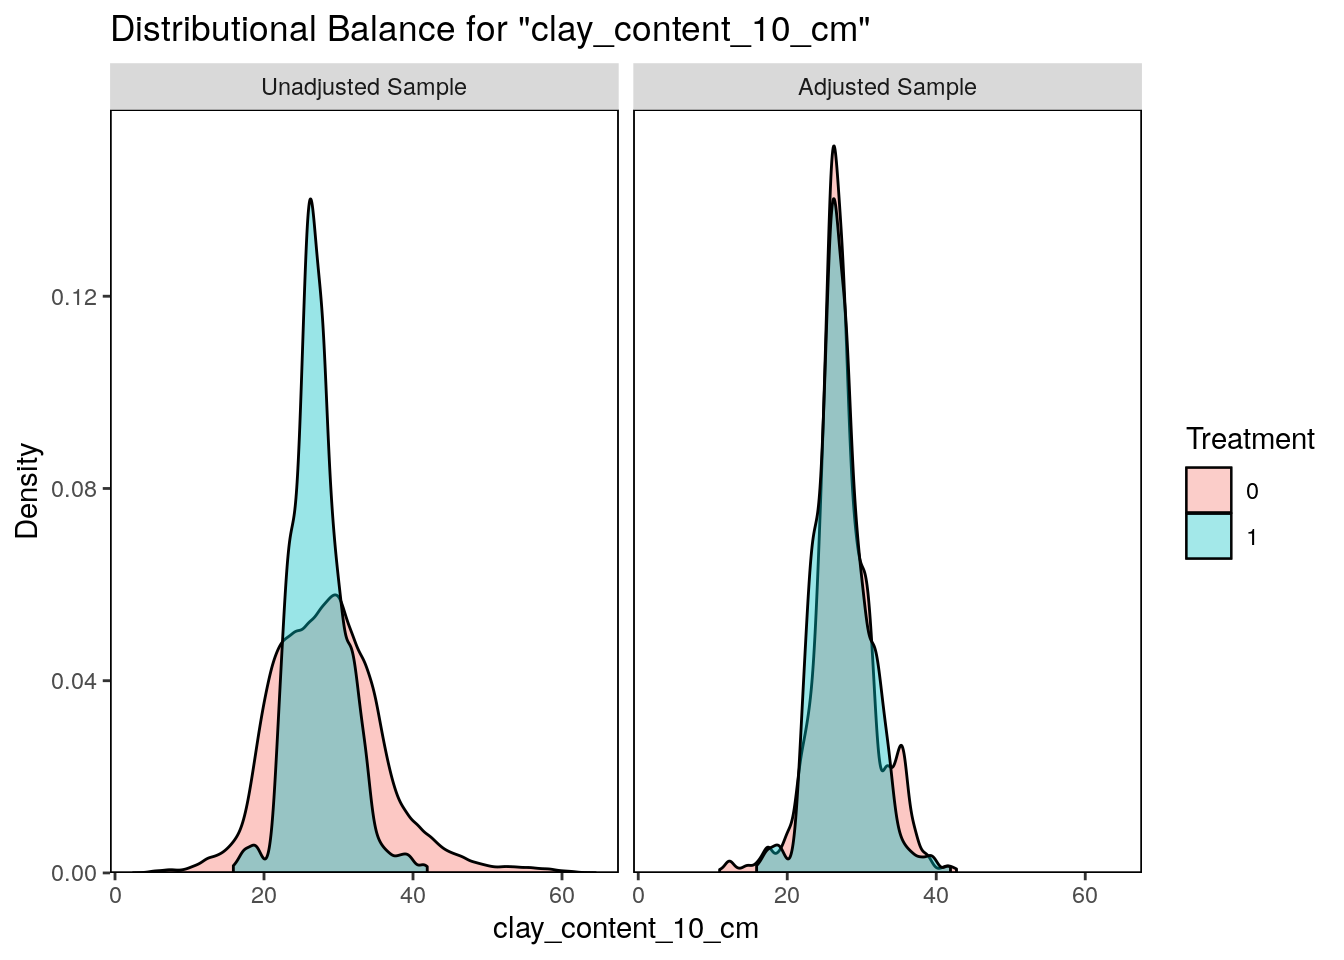 Distributional Balance for "clay_content_10_cm"
Unadjusted Sample
Adjusted Sample
Density
0.12
0.08
0.04
0.00
0 20 40 60
0 20 40 60
clay_content_10_cm
Treatment
0
1